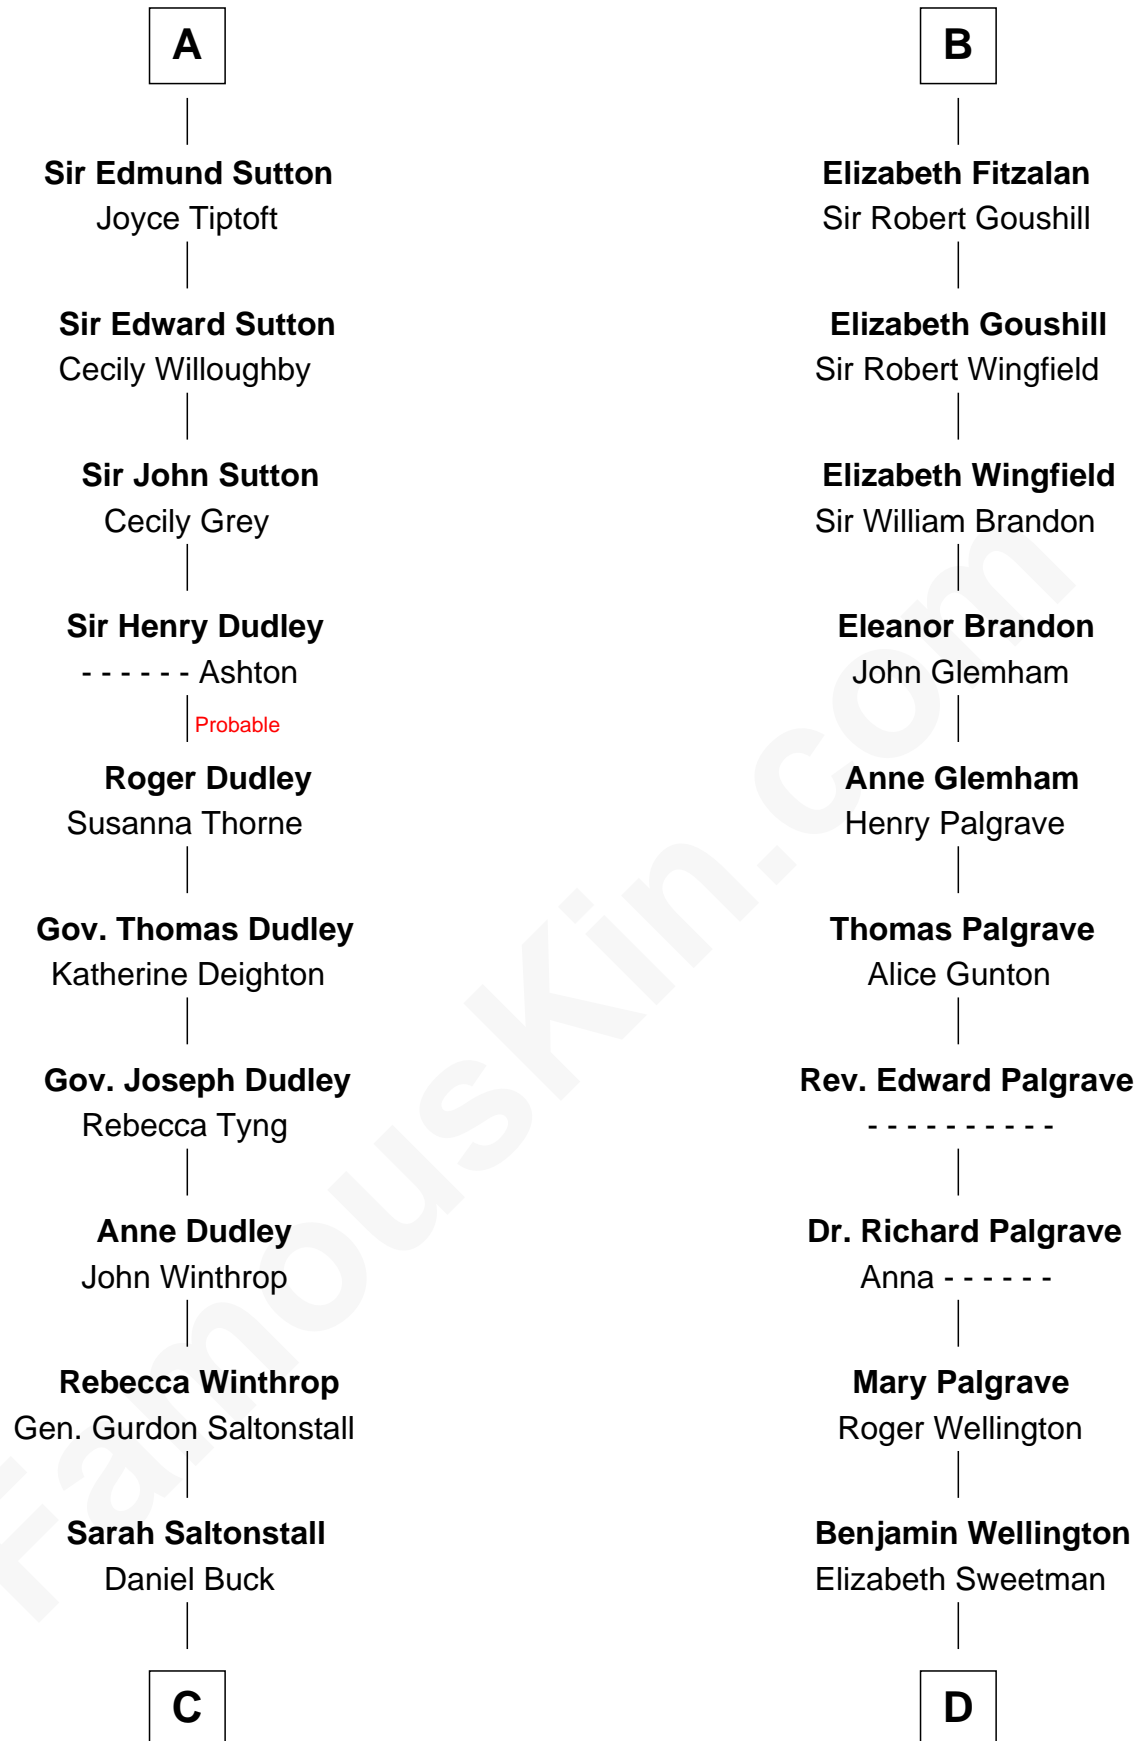 A
Sir Edmund Sutton
Joyce Tiptoft
Sir Edward Sutton
Cecily Willoughby
Sir John Sutton
Cecily Grey
Sir Henry Dudley
- - - - - - Ashton
Probable
Roger Dudley
Susanna Thorne
Gov. Thomas Dudley
Katherine Deighton
Gov. Joseph Dudley
Rebecca Tyng
Anne Dudley
John Winthrop
Rebecca Winthrop
Gen. Gurdon Saltonstall
Sarah Saltonstall
Daniel Buck
C
B
Elizabeth Fitzalan
Sir Robert Goushill
Elizabeth Goushill
Sir Robert Wingfield
Elizabeth Wingfield
Sir William Brandon
Eleanor Brandon
John Glemham
Anne Glemham
Henry Palgrave
Thomas Palgrave
Alice Gunton
Rev. Edward Palgrave
- - - - - - - - - -
Dr. Richard Palgrave
Anna - - - - - -
Mary Palgrave
Roger Wellington
Benjamin Wellington
Elizabeth Sweetman
D
FamousKin.com